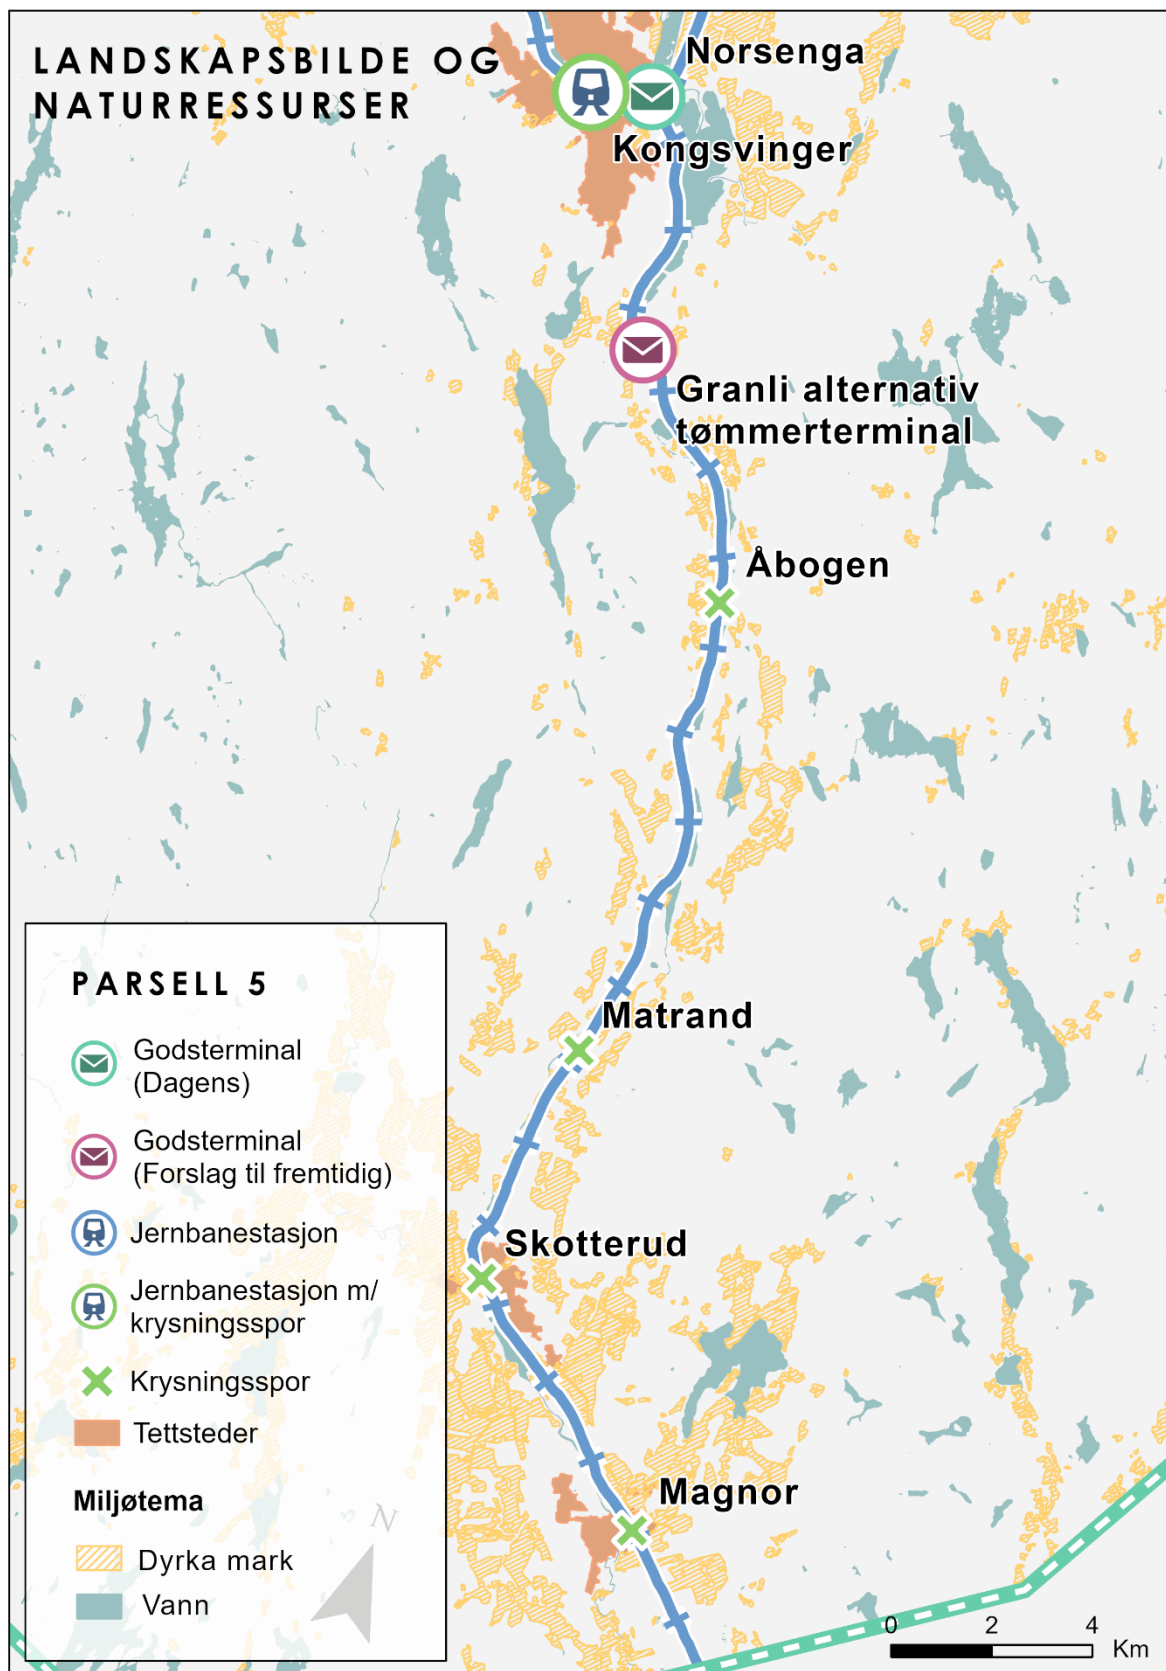 LANDSKAPSBILDE OG
NATURRESSURSER
Norsenga
Kongsvinger
Granli alternativ
tømmerterminal
Åbogen
Matrand
Skotterud
Magnor
PARSELL 5
Godsterminal
(Dagens)
Godsterminal
(Forslag til fremtidig)
Jernbanestasjon
Jernbanestasjon m/
krysningsspor
Krysningsspor
Tettsteder
Miljøtema
Dyrka mark
Vann
N
0 2 4
Km